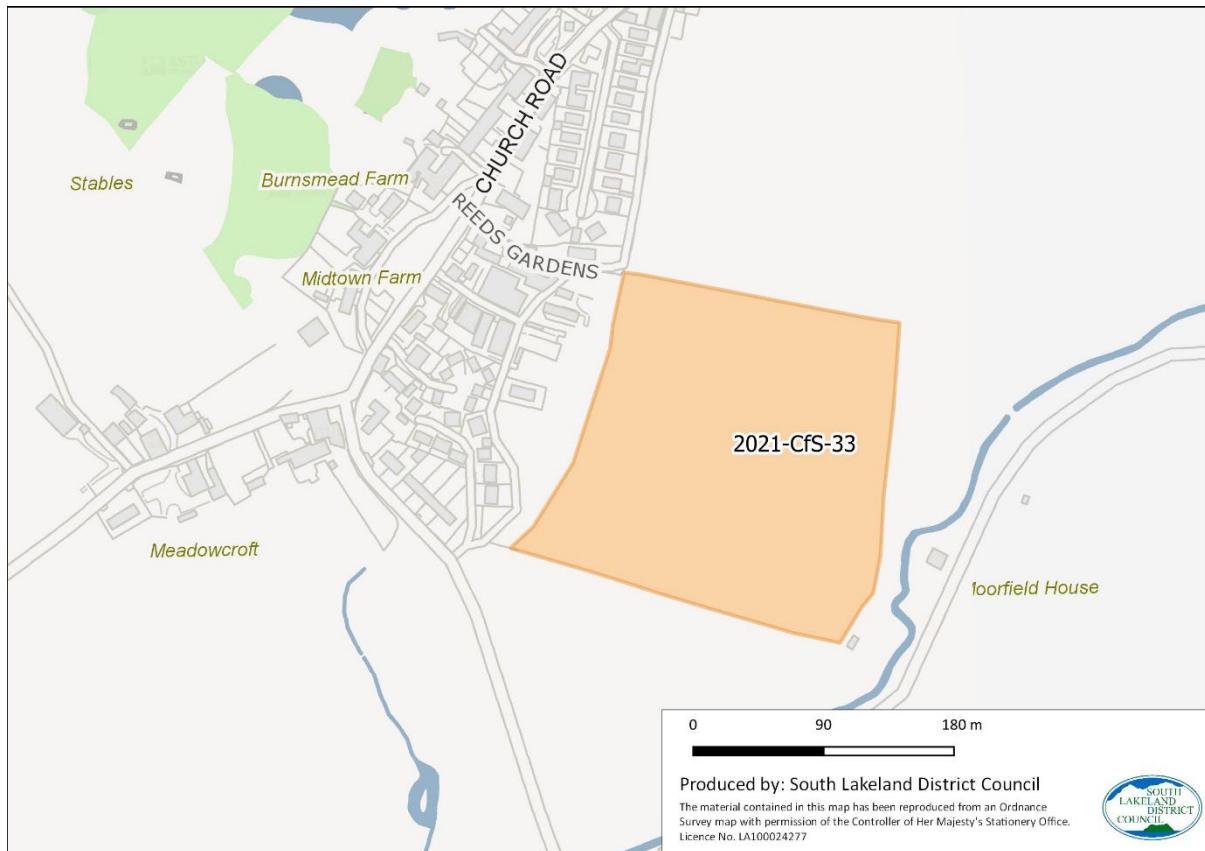 CHURCH ROAD
Stables
Burnsmead Farm
REEDS GARDENS
Midtown Farm
2021-CfS-33
Meadowcroft
oorfield House
0 90 180 m
Produced by: South Lakeland District Council
The material contained in this map has been reproduced from an Ordnance
Survey map with permission of the Controller of Her Majesty's Stationery Office.
Licence No. LA100024277
SOUTH
LAKELAND
DISTRICT
COUNCIL